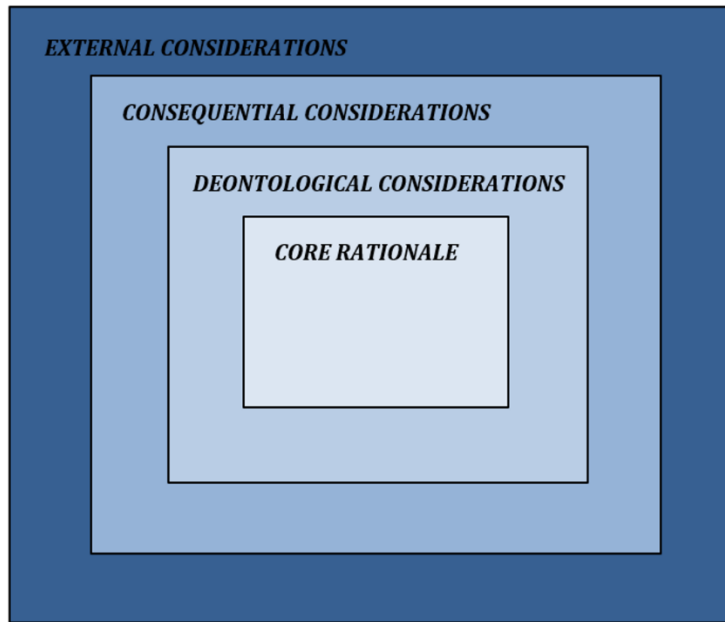 EXTERNAL CONSIDERATIONS
CONSEQUENTIAL CONSIDERATIONS
DEONTOLOGICAL CONSIDERATIONS
CORE RATIONALE